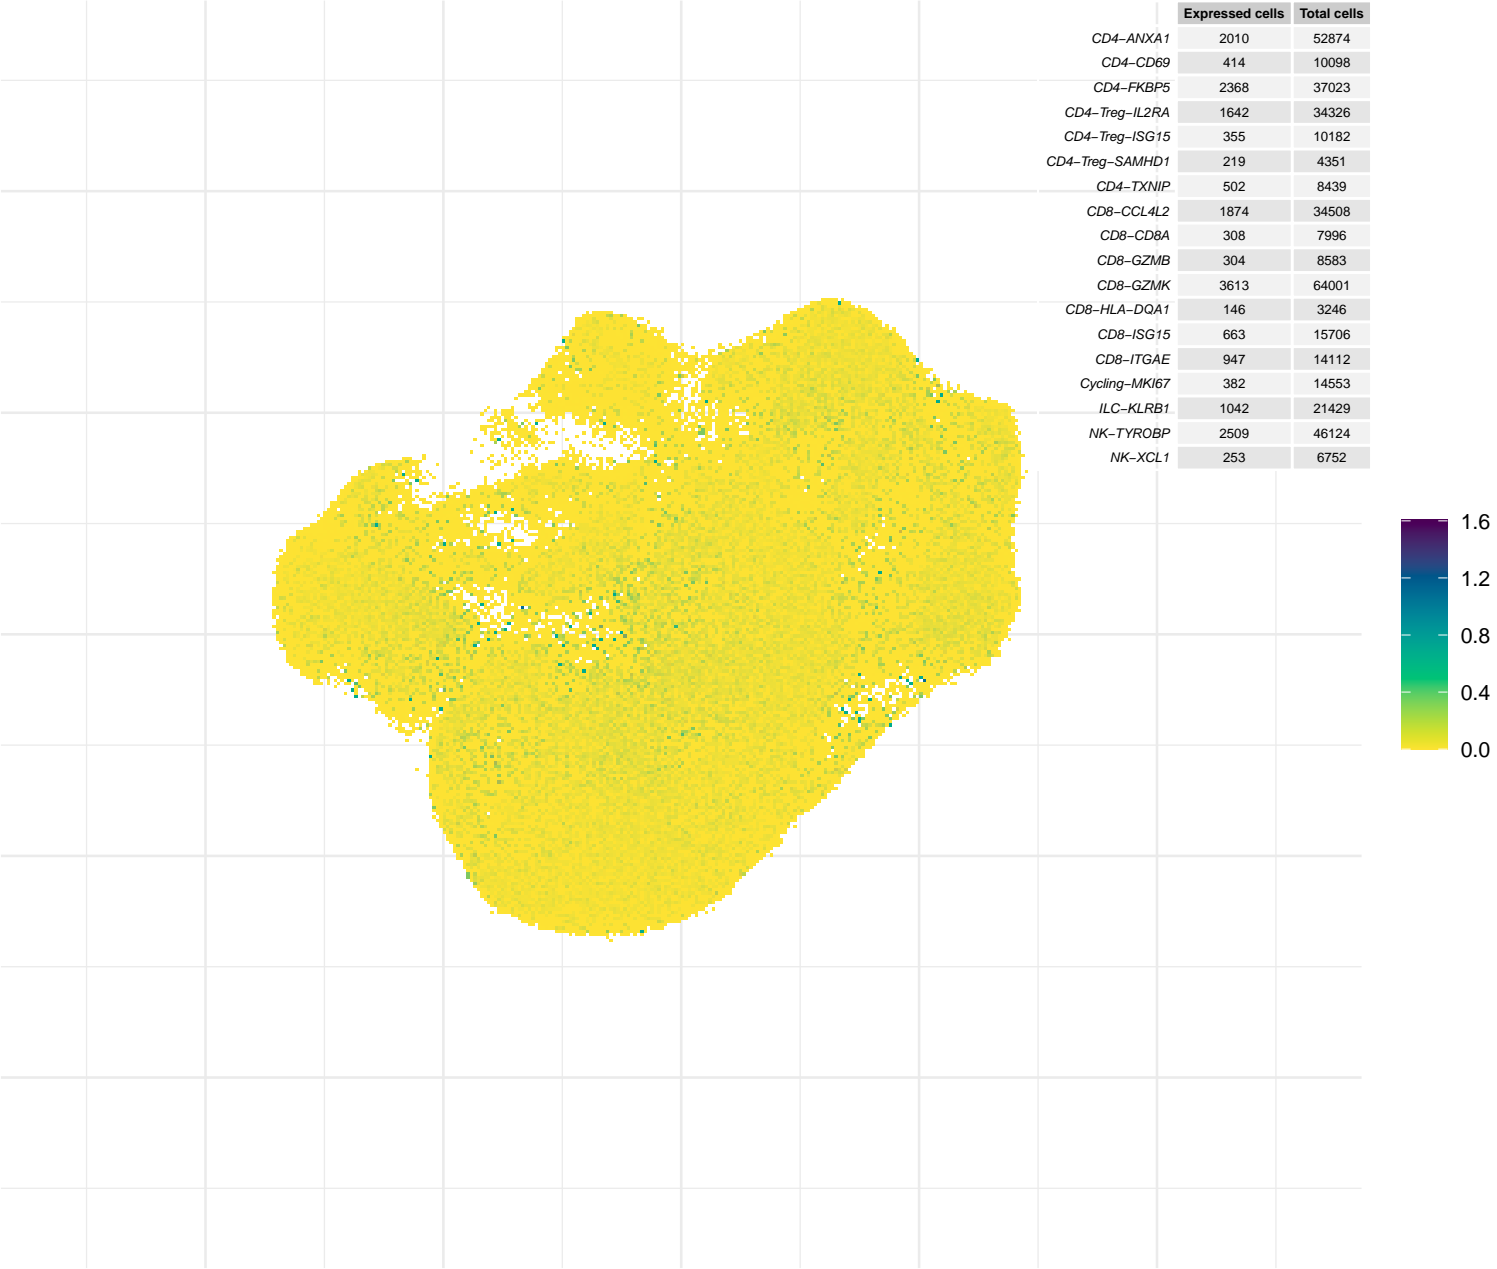 Expressed cells Total cells
CD4−ANXA1 2010 52874
CD4−CD69 414 10098
CD4−FKBP5 2368 37023
CD4−Treg−IL2RA 1642 34326
CD4−Treg−ISG15 355 10182
CD4−Treg−SAMHD1 219 4351
CD4−TXNIP 502 8439
CD8−CCL4L2 1874 34508
CD8−CD8A 308 7996
CD8−GZMB 304 8583
CD8−GZMK 3613 64001
CD8−HLA−DQA1 146 3246
CD8−ISG15 663 15706
CD8−ITGAE 947 14112
Cycling−MKI67 382 14553
ILC−KLRB1 1042 21429
NK−TYROBP 2509 46124
NK−XCL1 253 6752
1.6
1.2
0.8
0.4
0.0